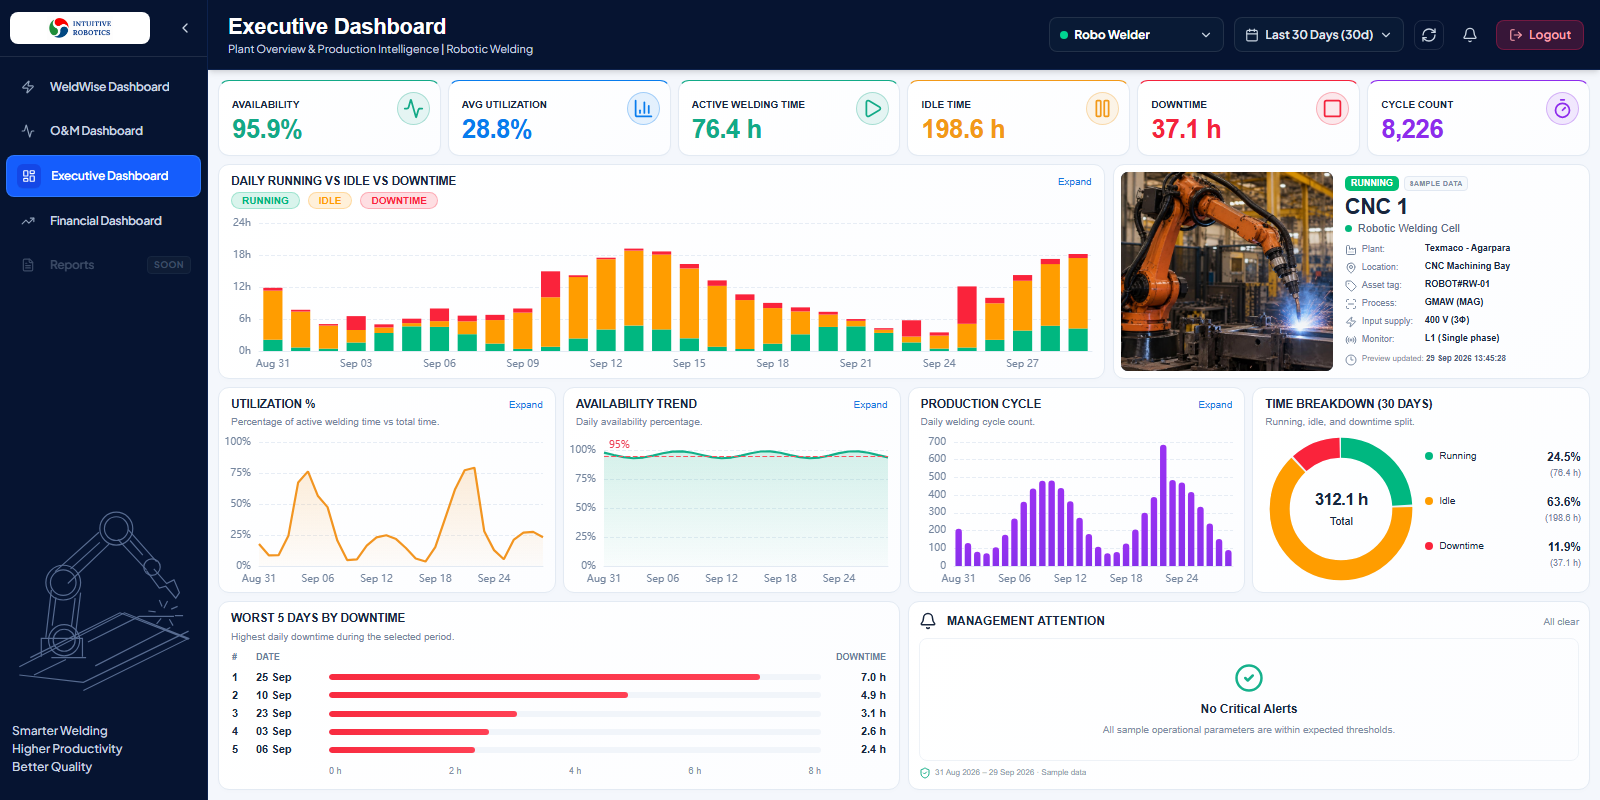 INTUITIVE
ROBOTICS
WeldWise Dashboard
O&M Dashboard
Executive Dashboard
Financial Dashboard
Reports
SOON
Smarter Welding
Higher Productivity
Better Quality
Executive Dashboard
Plant Overview & Production Intelligence | Robotic Welding
Robo Welder
Last 30 Days (30d)
Logout
AVAILABILITY
95.9%
AVG UTILIZATION
28.8%
ACTIVE WELDING TIME
76.4 h
IDLE TIME
198.6 h
DOWNTIME
37.1 h
CYCLE COUNT
8,226
DAILY RUNNING VS IDLE VS DOWNTIME
Expand
RUNNING
IDLE
DOWNTIME
24h
18h
12h
6h
0h
Aug 31
Sep 03
Sep 06
Sep 09
Sep 12
Sep 15
Sep 18
Sep 21
Sep 24
Sep 27
RUNNING
SAMPLE DATA
CNC 1
Robotic Welding Cell
Plant: Texmaco - Agarpara
Location: CNC Machining Bay
Asset tag: ROBOT#RW-01
Process: GMAW (MAG)
Input supply: 400 V (3Φ)
Monitor: L1 (Single phase)
Preview updated: 29 Sep 2026 13:45:28
UTILIZATION %
Expand
Percentage of active welding time vs total time.
100%
75%
50%
25%
0%
Aug 31
Sep 06
Sep 12
Sep 18
Sep 24
AVAILABILITY TREND
Expand
Daily availability percentage.
95%
100%
75%
50%
25%
0%
Aug 31
Sep 06
Sep 12
Sep 18
Sep 24
PRODUCTION CYCLE
Expand
Daily welding cycle count.
700
600
500
400
300
200
100
0
Aug 31
Sep 06
Sep 12
Sep 18
Sep 24
TIME BREAKDOWN (30 DAYS)
Running, idle, and downtime split.
312.1 h
Total
Running 24.5%
(76.4 h)
Idle 63.6%
(198.6 h)
Downtime 11.9%
(37.1 h)
WORST 5 DAYS BY DOWNTIME
Highest daily downtime during the selected period.
# DATE DOWNTIME
1 25 Sep 7.0 h
2 10 Sep 4.9 h
3 23 Sep 3.1 h
4 03 Sep 2.6 h
5 06 Sep 2.4 h
0 h 2 h 4 h 6 h 8 h
MANAGEMENT ATTENTION
All clear
No Critical Alerts
All sample operational parameters are within expected thresholds.
31 Aug 2026 – 29 Sep 2026 · Sample data